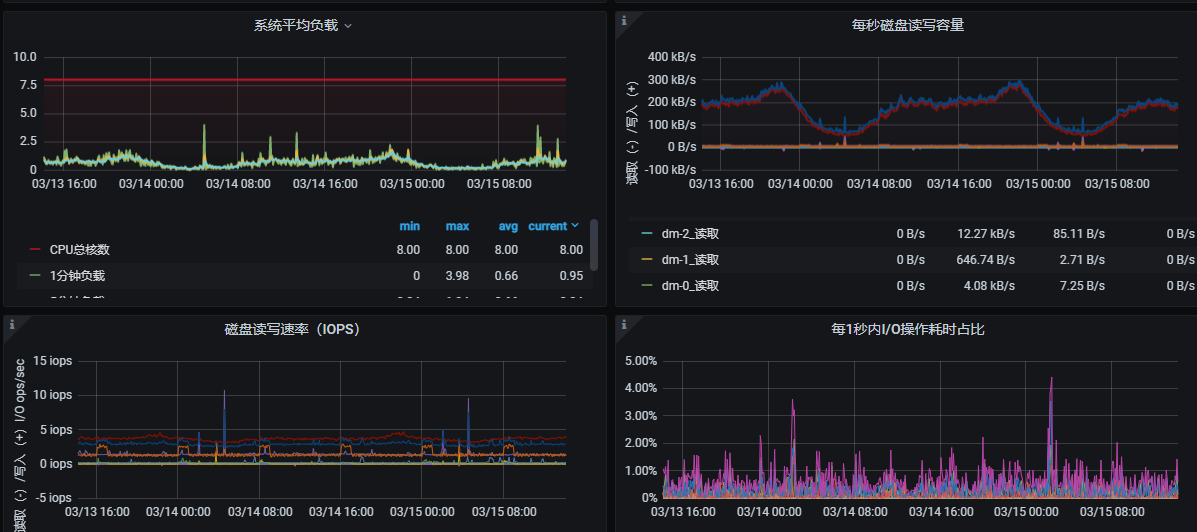 系统平均负载
10.0
7.5
5.0
2.5
0
03/13 16:00 03/14 00:00 03/14 08:00 03/14 16:00 03/15 00:00 03/15 08:00
min max avg current
CPU总核数 8.00 8.00 8.00 8.00
1分钟负载 0 3.98 0.66 0.95
每秒磁盘读写容量
读取（-）/写入（+）
400 kB/s
300 kB/s
200 kB/s
100 kB/s
0 B/s
-100 kB/s
03/13 16:00 03/14 00:00 03/14 08:00 03/14 16:00 03/15 00:00 03/15 08:00
dm-2_读取 0 B/s 12.27 kB/s 85.11 B/s 0 B/s
dm-1_读取 0 B/s 646.74 B/s 2.71 B/s 0 B/s
dm-0_读取 0 B/s 4.08 kB/s 7.25 B/s 0 B/s
磁盘读写速率（IOPS）
读取（-）/写入（+）I/O ops/sec
15 iops
10 iops
5 iops
0 iops
-5 iops
03/13 16:00 03/14 00:00 03/14 08:00 03/14 16:00 03/15 00:00 03/15 08:00
每1秒内I/O操作耗时占比
5.00%
4.00%
3.00%
2.00%
1.00%
0%
03/13 16:00 03/14 00:00 03/14 08:00 03/14 16:00 03/15 00:00 03/15 08:00